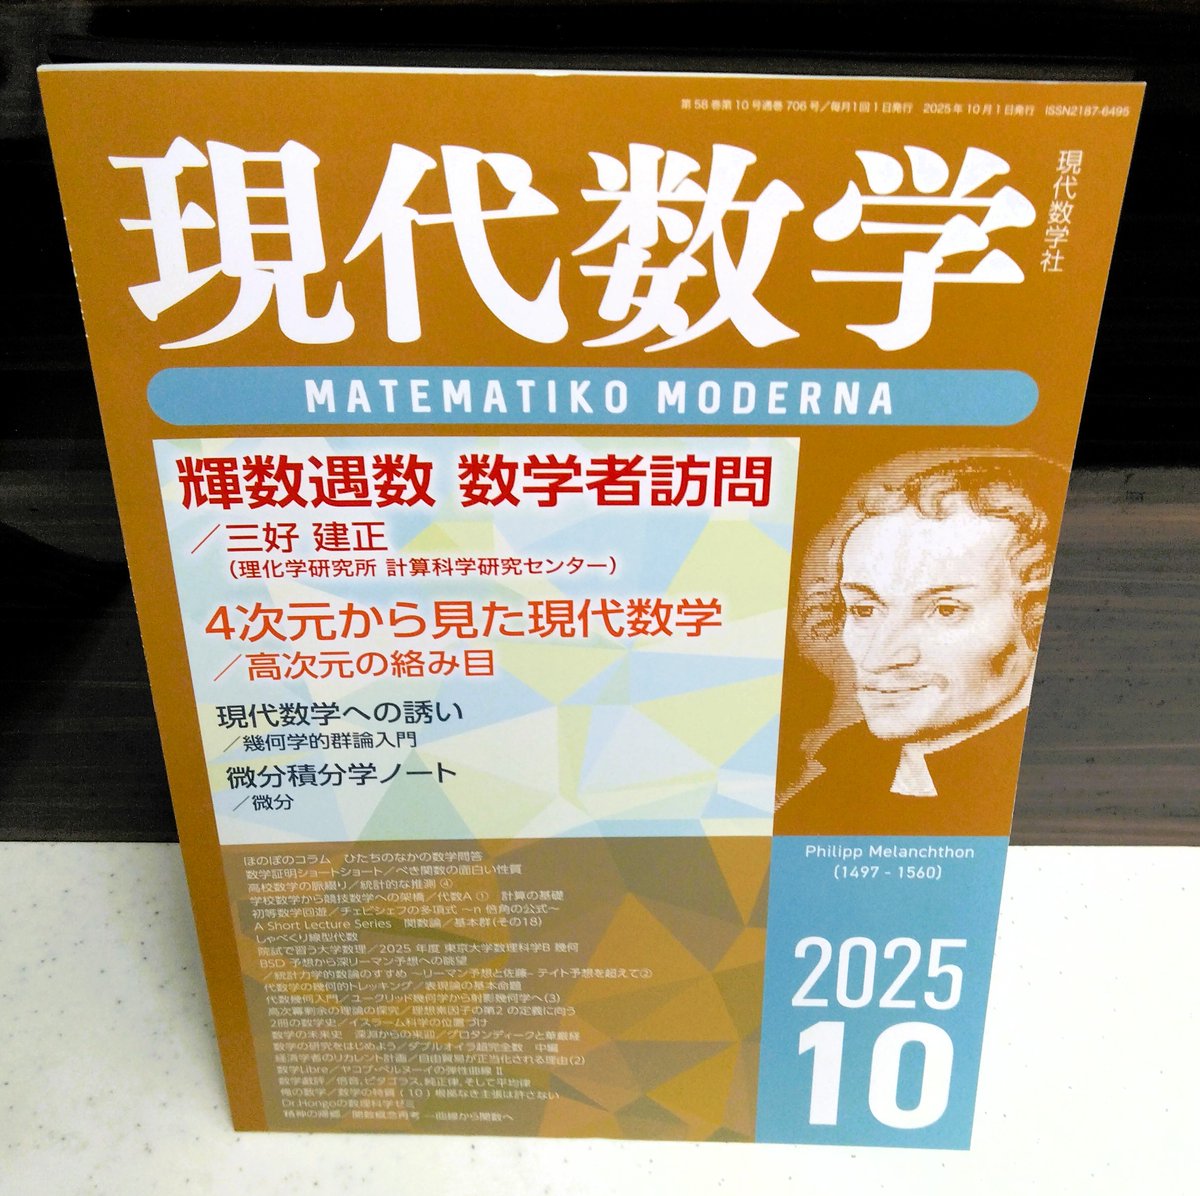 第58巻第10号通巻706号／毎月1回1日発行 2025年10月1日発行 ISSN2187-6495
現代数学
現代数学社
MATEMATIKO MODERNA
輝数遇数 数学者訪問
／三好 建正
（理化学研究所 計算科学研究センター）
4次元から見た現代数学
／高次元の絡み目
現代数学への誘い
／幾何学的群論入門
微分積分学ノート
／微分
Philipp Melanchthon
(1497 - 1560)
2025
10
ほのぼのコラム ひたちのなかの数学問答
数学証明ショートショート／べき関数の面白い性質
高校数学の脈綴り／統計的な推測④
学校数学から競技数学への架橋／代数A① 計算の基礎
初等数学回遊／チェビシェフの多項式 〜n 倍角の公式〜
A Short Lecture Series 関数論／基本群(その18)
しゃべくり線型代数
院試で習う大学数理／2025 年度 東京大学数理科学B 幾何
BSD 予想から深リーマン予想への眺望
／統計力学的数論のすすめ 〜リーマン予想と佐藤-テイト予想を超えて②
代数学の幾何的トレッキング／表現論の基本命題
代数幾何入門／ユークリッド幾何学から射影幾何学へ(3)
高次冪剰余の理論の探究／理想素因子の第2 の定義に向う
2冊の数学史／イスラーム科学の位置づけ
数学の未来史 深淵からの来迎／グロタンディークと華厳経
数学の研究をはじめよう／ダブルオイラ超完全数 中編
経済学者のリカレント計画／自由貿易が正当化される理由(2)
数学Libre／ヤコブ・ベルヌーイの弾性曲線 II
数学戯評／倍音,ピタゴラス,純正律,そして平均律
俺の数学／数学の特質 (10) 根拠なき主張は許さない
Dr.Hongoの数理科学ゼミ
精神の帰郷／関数概念再考 ―曲線から関数へ